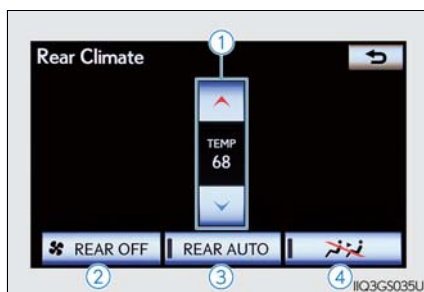 1
Rear Climate
TEMP
68
REAR OFF
REAR AUTO
2
3
4
IIQ3GS035U